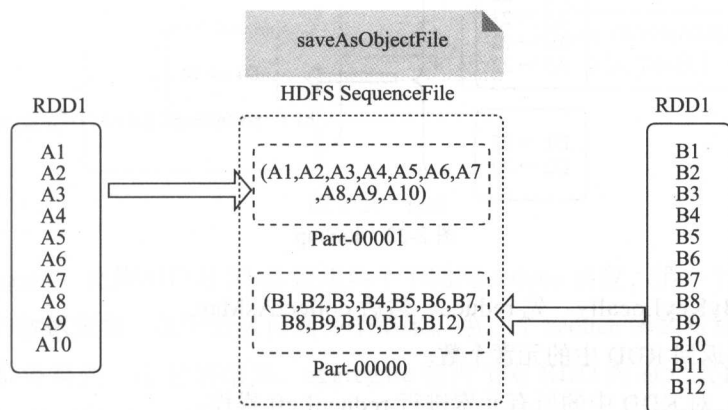 saveAsObjectFile
HDFS SequenceFile
RDD1
A1
A2
A3
A4
A5
A6
A7
A8
A9
A10
(A1,A2,A3,A4,A5,A6,A7
,A8,A9,A10)
Part-00001
(B1,B2,B3,B4,B5,B6,B7,
B8,B9,B10,B11,B12)
Part-00000
RDD1
B1
B2
B3
B4
B5
B6
B7
B8
B9
B10
B11
B12